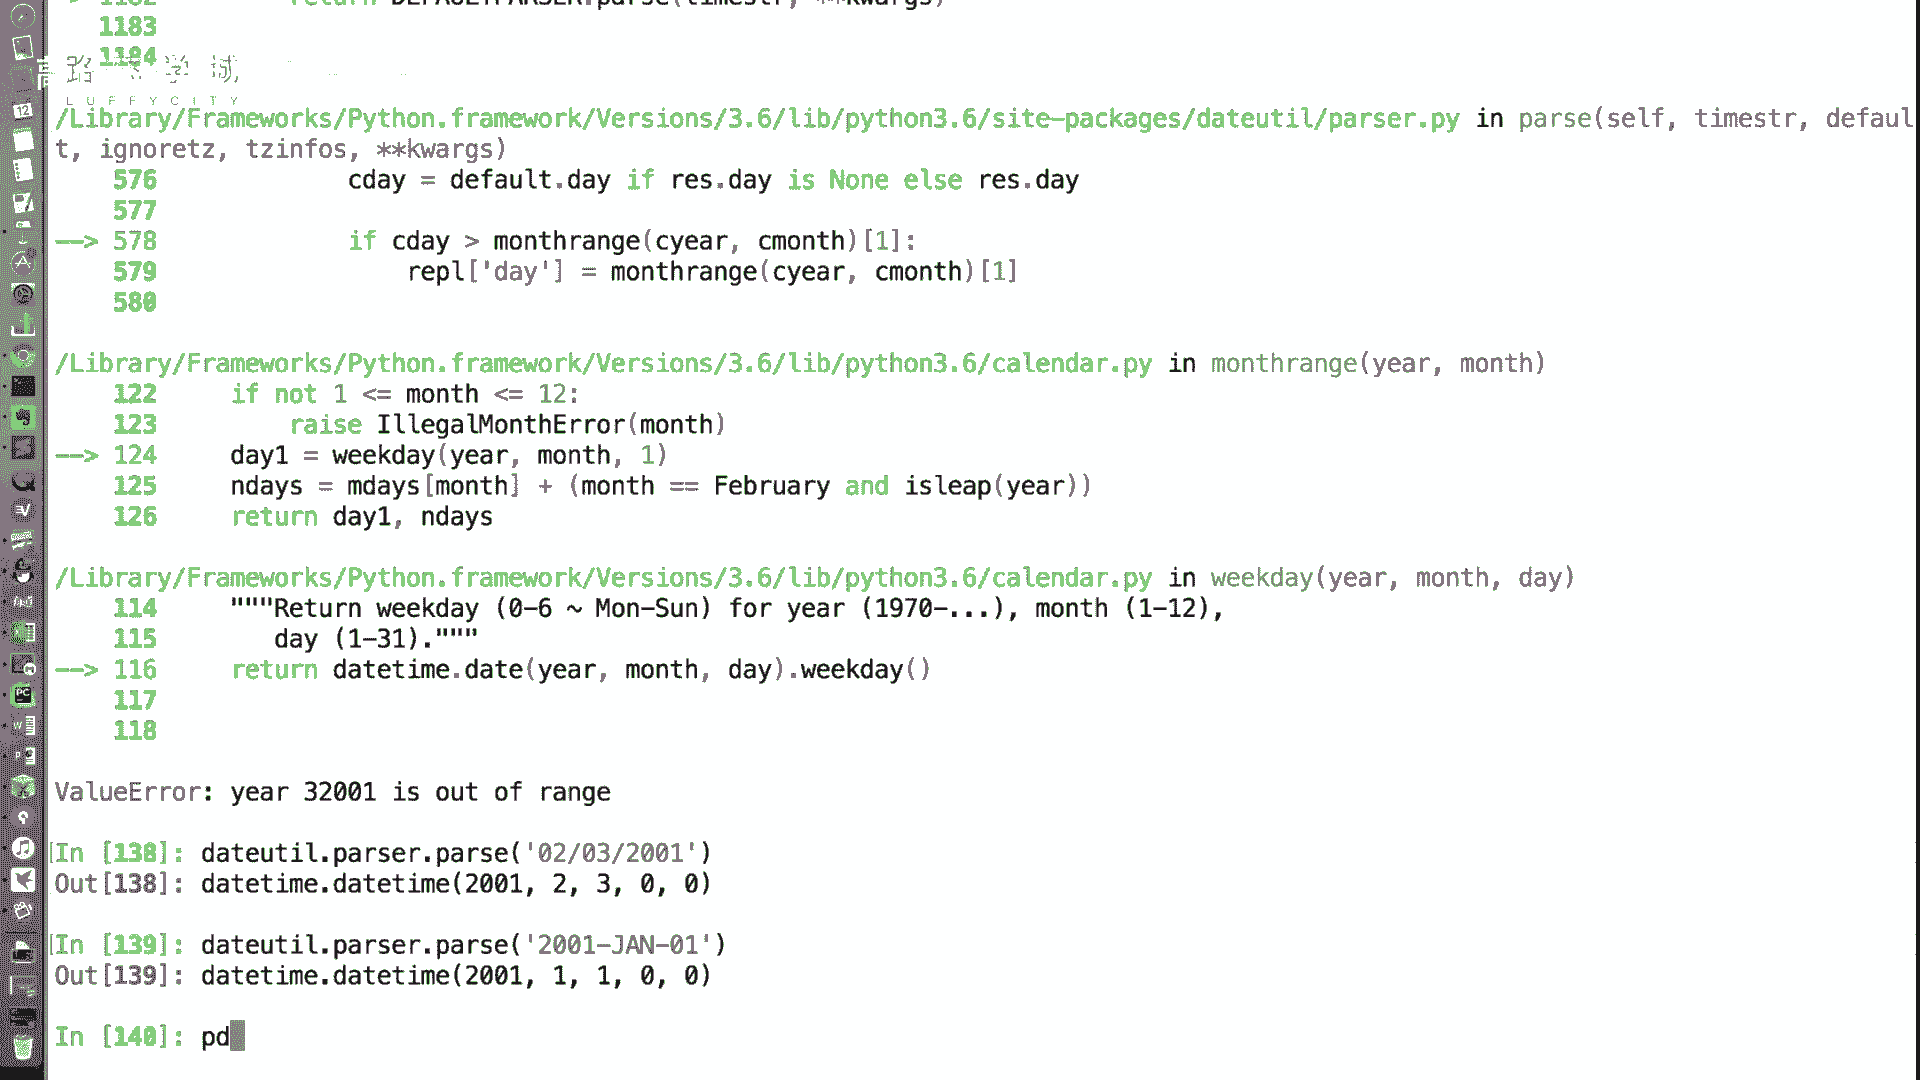 1182 return DEFAULTPARSER.parse(timestr, **kwargs)
1183
1184
LUFFYCITY
/Library/Frameworks/Python.framework/Versions/3.6/lib/python3.6/site-packages/dateutil/parser.py in parse(self, timestr, defaul
t, ignoretz, tzinfos, **kwargs)
576 cday = default.day if res.day is None else res.day
577
—-> 578 if cday > monthrange(cyear, cmonth)[1]:
579 repl['day'] = monthrange(cyear, cmonth)[1]
580
/Library/Frameworks/Python.framework/Versions/3.6/lib/python3.6/calendar.py in monthrange(year, month)
122 if not 1 <= month <= 12:
123 raise IllegalMonthError(month)
—-> 124 day1 = weekday(year, month, 1)
125 ndays = mdays[month] + (month == February and isleap(year))
126 return day1, ndays
/Library/Frameworks/Python.framework/Versions/3.6/lib/python3.6/calendar.py in weekday(year, month, day)
114 """Return weekday (0-6 ~ Mon-Sun) for year (1970-...), month (1-12),
115 day (1-31)."""
—-> 116 return datetime.date(year, month, day).weekday()
117
118
ValueError: year 32001 is out of range
In [138]: dateutil.parser.parse('02/03/2001')
Out[138]: datetime.datetime(2001, 2, 3, 0, 0)
In [139]: dateutil.parser.parse('2001-JAN-01')
Out[139]: datetime.datetime(2001, 1, 1, 0, 0)
In [140]: pd